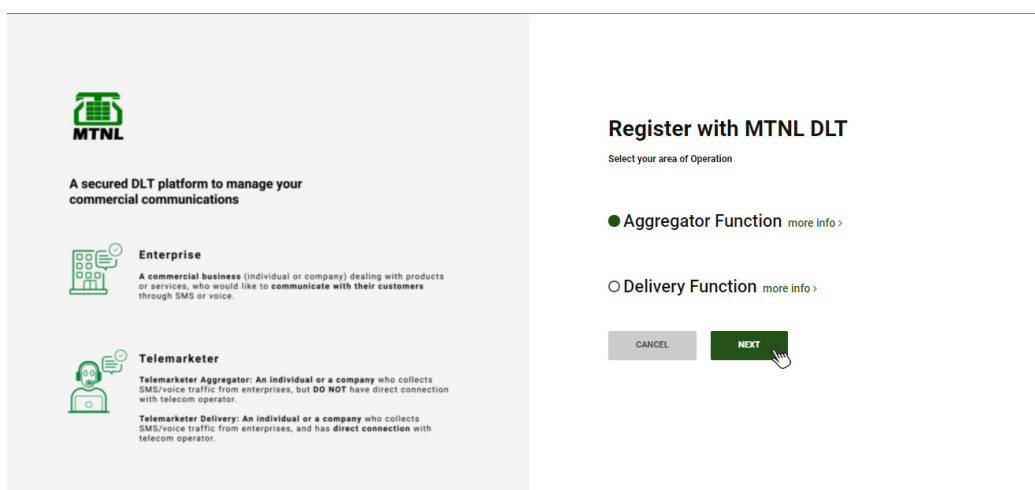 MTNL
A secured DLT platform to manage your
commercial communications
Enterprise
A commercial business (individual or company) dealing with products
or services, who would like to communicate with their customers
through SMS or voice.
Telemarketer
Telemarketer Aggregator: An individual or a company who collects
SMS/voice traffic from enterprises, but DO NOT have direct connection
with telecom operator.
Telemarketer Delivery: An individual or a company who collects
SMS/voice traffic from enterprises, and has direct connection with
telecom operator.
Register with MTNL DLT
Select your area of Operation
Aggregator Function more info >
Delivery Function more info >
CANCEL NEXT